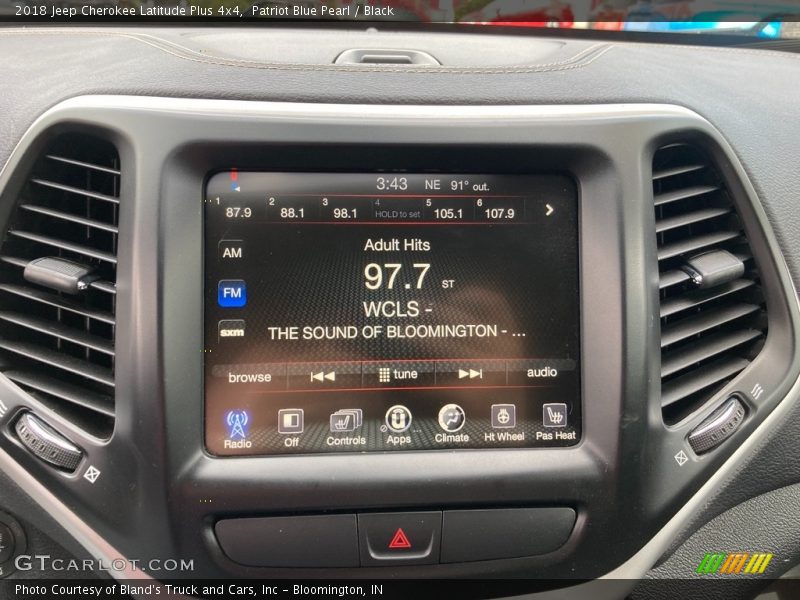 2018 Jeep Cherokee Latitude Plus 4x4, Patriot Blue Pearl / Black
3:43 NE 91° out.
1 87.9 2 88.1 3 98.1 4 HOLD to set 5 105.1 6 107.9
Adult Hits
AM
97.7 ST
FM
WCLS -
sxm
THE SOUND OF BLOOMINGTON - ...
browse tune audio
Radio Off Controls Apps Climate Ht Wheel Pas Heat
GTCARLOT.COM
Photo Courtesy of Bland's Truck and Cars, Inc - Bloomington, IN